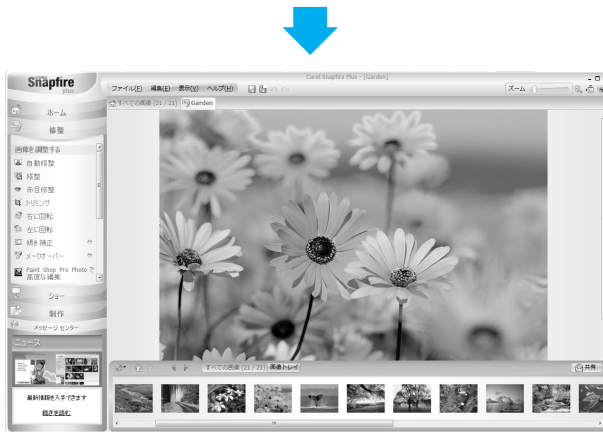 Corel Snapfire Plus - [Garden]
Snapfire
plus
ファイル(F) 編集(E) 表示(V) ヘルプ(H)
ズーム
すべての画像 (21 / 21) Garden
ホーム
修整
画像を調整する
自動修整
修整
赤目修整
トリミング
右に回転
左に回転
傾き補正
メークオーバー
Paint Shop Pro Photo で
高度な編集
ショー
制作
メッセージ センター
ニュース
最新情報を入手できます
続きを読む
すべての画像 (21 / 21) 画像トレイ
共有